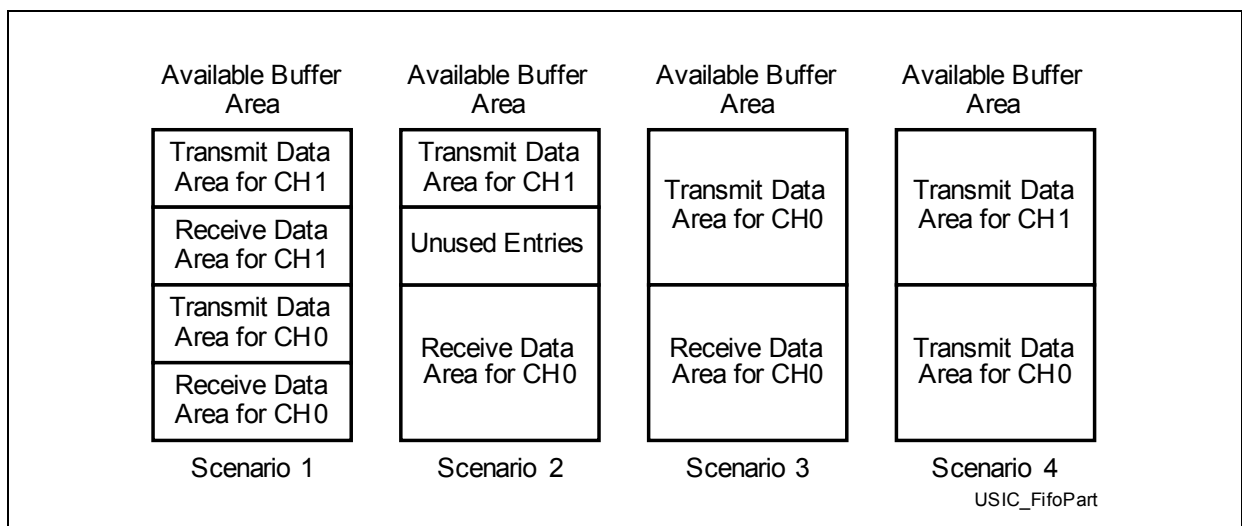 Available Buffer
Area
Transmit Data
Area for CH1
Receive Data
Area for CH1
Transmit Data
Area for CH0
Receive Data
Area for CH0
Scenario 1
Available Buffer
Area
Transmit Data
Area for CH1
Unused Entries
Receive Data
Area for CH0
Scenario 2
Available Buffer
Area
Transmit Data
Area for CH0
Receive Data
Area for CH0
Scenario 3
Available Buffer
Area
Transmit Data
Area for CH1
Transmit Data
Area for CH0
Scenario 4
USIC_FifoPart